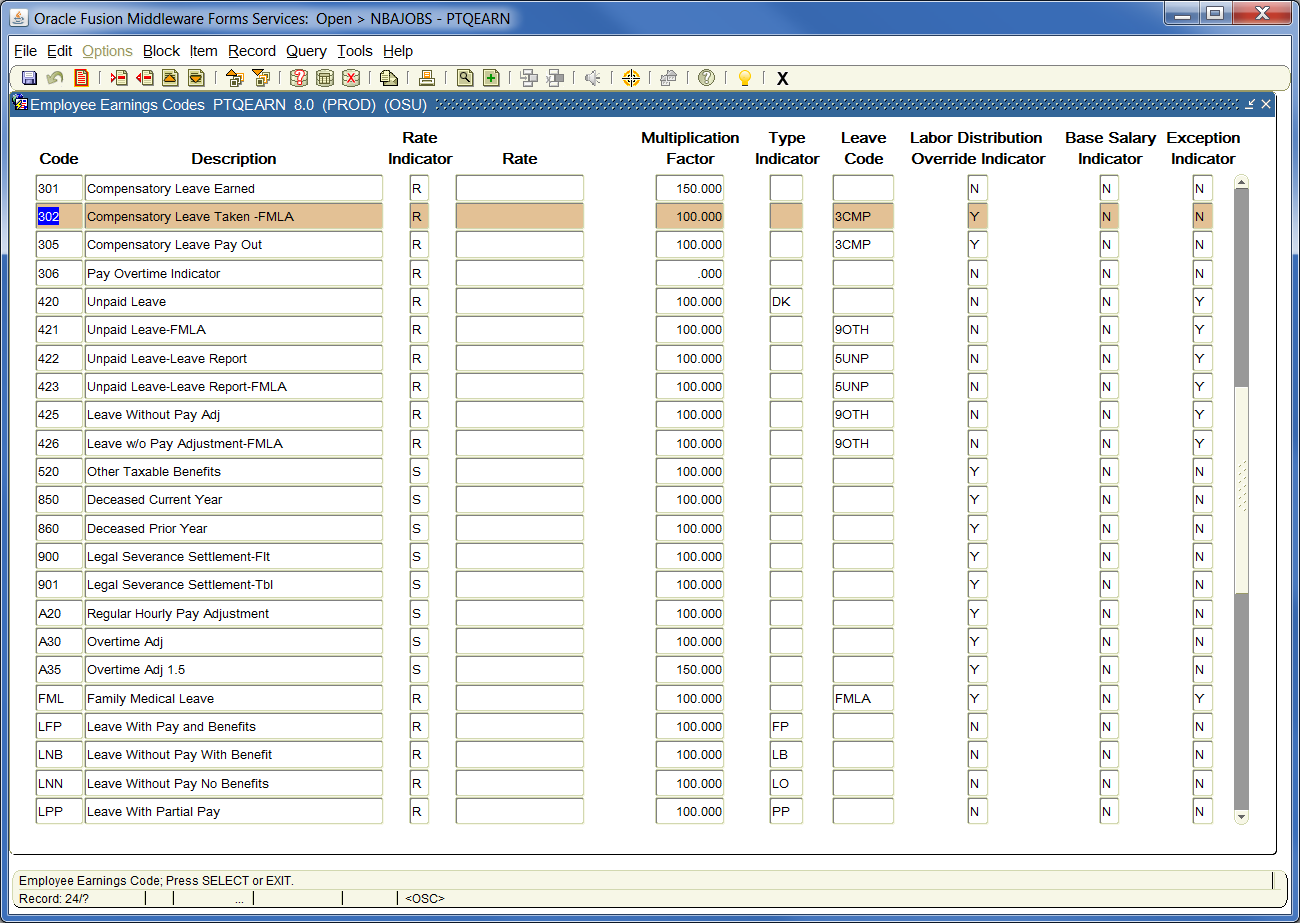 Oracle Fusion Middleware Forms Services: Open > NBAJOBS - PTQEARN
File Edit Options Block Item Record Query Tools Help
X
Employee Earnings Codes PTQEARN 8.0 (PROD) (OSU)
Rate Multiplication Type Leave Labor Distribution Base Salary Exception
Code Description Indicator Rate Factor Indicator Code Override Indicator Indicator Indicator
301 Compensatory Leave Earned R 150.000 N N N
302 Compensatory Leave Taken -FMLA R 100.000 3CMP Y N N
305 Compensatory Leave Pay Out R 100.000 3CMP Y N N
306 Pay Overtime Indicator R .000 N N N
420 Unpaid Leave R 100.000 DK N N Y
421 Unpaid Leave-FMLA R 100.000 9OTH N N Y
422 Unpaid Leave-Leave Report R 100.000 5UNP N N Y
423 Unpaid Leave-Leave Report-FMLA R 100.000 5UNP N N Y
425 Leave Without Pay Adj R 100.000 9OTH N N Y
426 Leave w/o Pay Adjustment-FMLA R 100.000 9OTH N N Y
520 Other Taxable Benefits S 100.000 Y N N
850 Deceased Current Year S 100.000 Y N N
860 Deceased Prior Year S 100.000 Y N N
900 Legal Severance Settlement-Flt S 100.000 Y N N
901 Legal Severance Settlement-Tbl S 100.000 Y N N
A20 Regular Hourly Pay Adjustment S 100.000 Y N N
A30 Overtime Adj S 100.000 Y N N
A35 Overtime Adj 1.5 S 150.000 Y N N
FML Family Medical Leave R 100.000 FMLA Y N Y
LFP Leave With Pay and Benefits R 100.000 FP N N N
LNB Leave Without Pay With Benefit R 100.000 LB N N N
LNN Leave Without Pay No Benefits R 100.000 LO N N N
LPP Leave With Partial Pay R 100.000 PP N N N
Employee Earnings Code; Press SELECT or EXIT.
Record: 24/? ... <OSC>